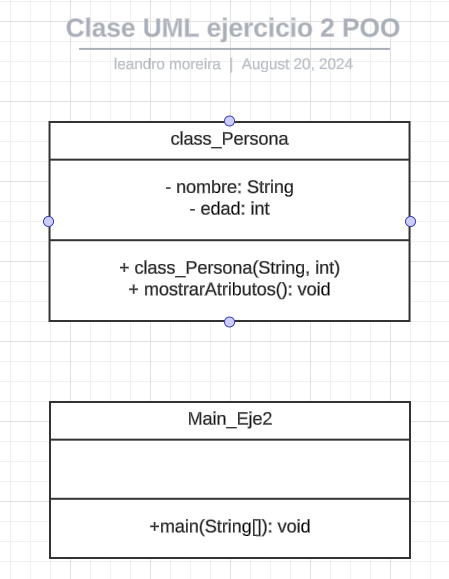 Clase UML ejercicio 2 POO
leandro moreira | August 20, 2024
class_Persona
- nombre: String
- edad: int
+ class_Persona(String, int)
+ mostrarAtributos(): void
Main_Eje2
+main(String[]): void